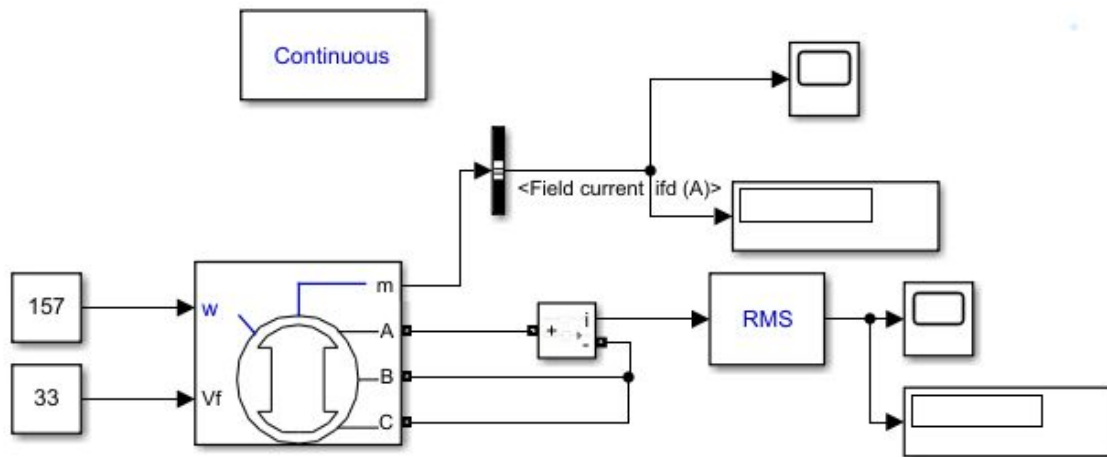 Continuous
<Field current ifd (A)>
157
w
m
A
+
i
-
RMS
33
Vf
B
C